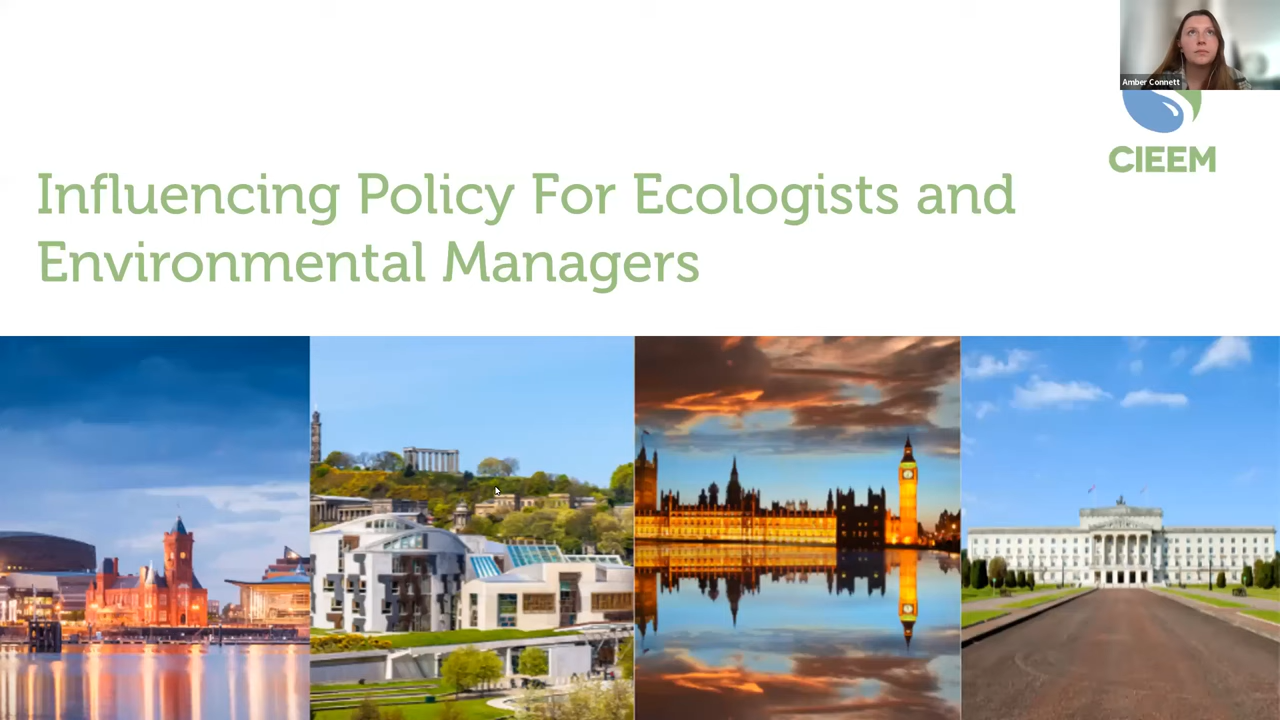 Amber Connett
CIEEM
Influencing Policy For Ecologists and
Environmental Managers